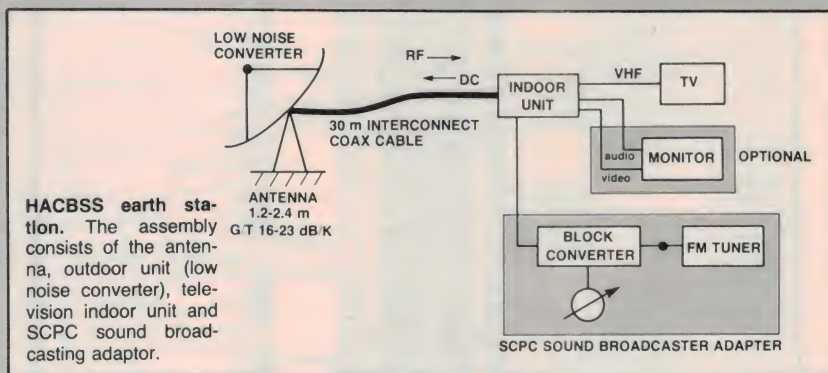 LOW NOISE
CONVERTER
RF →
← DC
30 m INTERCONNECT
COAX CABLE
ANTENNA
1.2-2.4 m
G/T 16-23 dB/K
INDOOR
UNIT
VHF
TV
audio
video
MONITOR
OPTIONAL
BLOCK
CONVERTER
FM TUNER
SCPC SOUND BROADCASTER ADAPTER
HACBSS earth sta-
tion. The assembly
consists of the anten-
na, outdoor unit (low
noise converter), tele-
vision indoor unit and
SCPC sound broad-
casting adaptor.